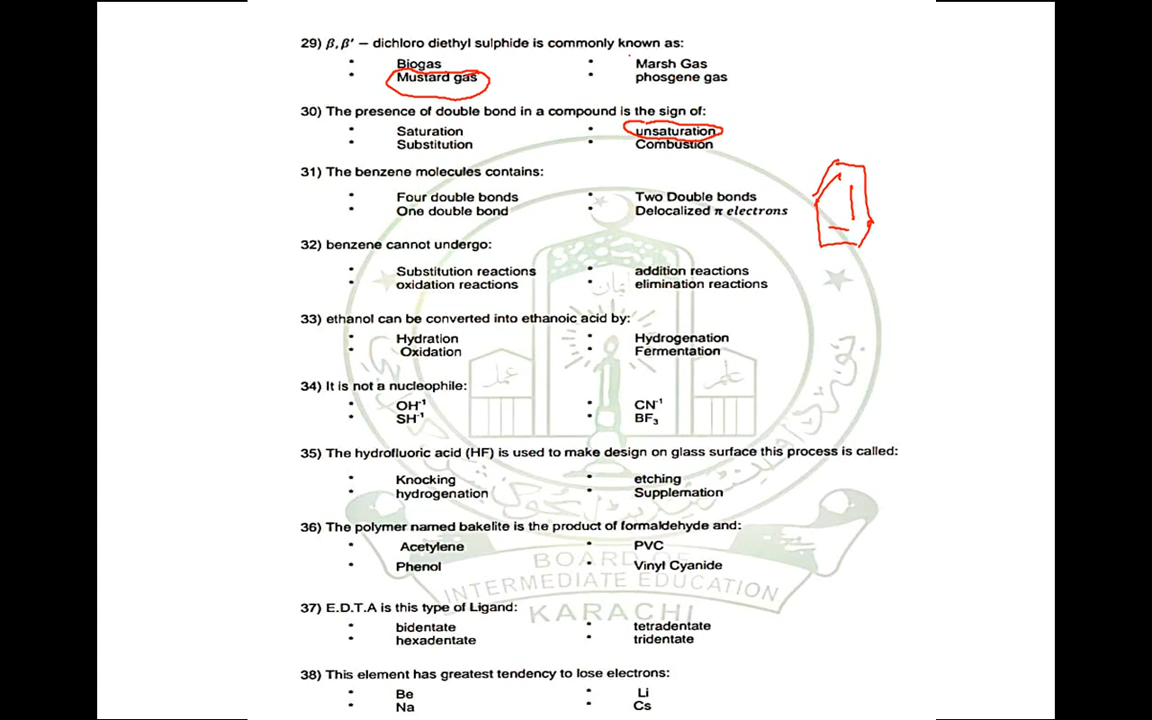 29) β, β′ – dichloro diethyl sulphide is commonly known as:
Biogas Marsh Gas
Mustard gas phosgene gas
30) The presence of double bond in a compound is the sign of:
Saturation unsaturation
Substitution Combustion
31) The benzene molecules contains:
Four double bonds Two Double bonds
One double bond Delocalized π electrons
32) benzene cannot undergo:
Substitution reactions addition reactions
oxidation reactions elimination reactions
33) ethanol can be converted into ethanoic acid by:
Hydration Hydrogenation
Oxidation Fermentation
34) It is not a nucleophile:
OH⁻¹ CN⁻¹
SH⁻¹ BF₃
35) The hydrofluoric acid (HF) is used to make design on glass surface this process is called:
Knocking etching
hydrogenation Supplemation
36) The polymer named bakelite is the product of formaldehyde and:
Acetylene PVC
Phenol Vinyl Cyanide
BOARD OF
INTERMEDIATE EDUCATION
KARACHI
37) E.D.T.A is this type of Ligand:
bidentate tetradentate
hexadentate tridentate
38) This element has greatest tendency to lose electrons:
Be Li
Na Cs